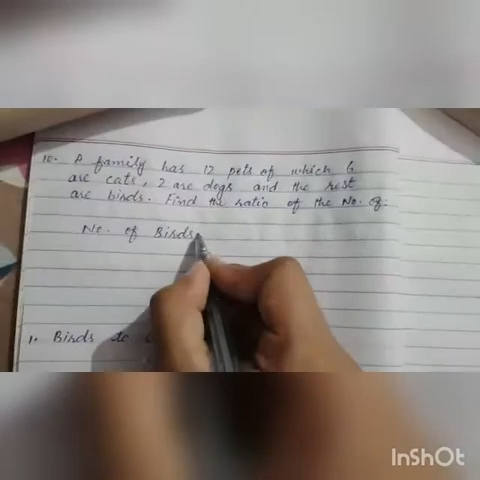 10. A family has 12 pets of which 6
are cats, 2 are dogs and the rest
are birds. Find the ratio of the No. of:
No. of Birds
1. Birds to
InShOt